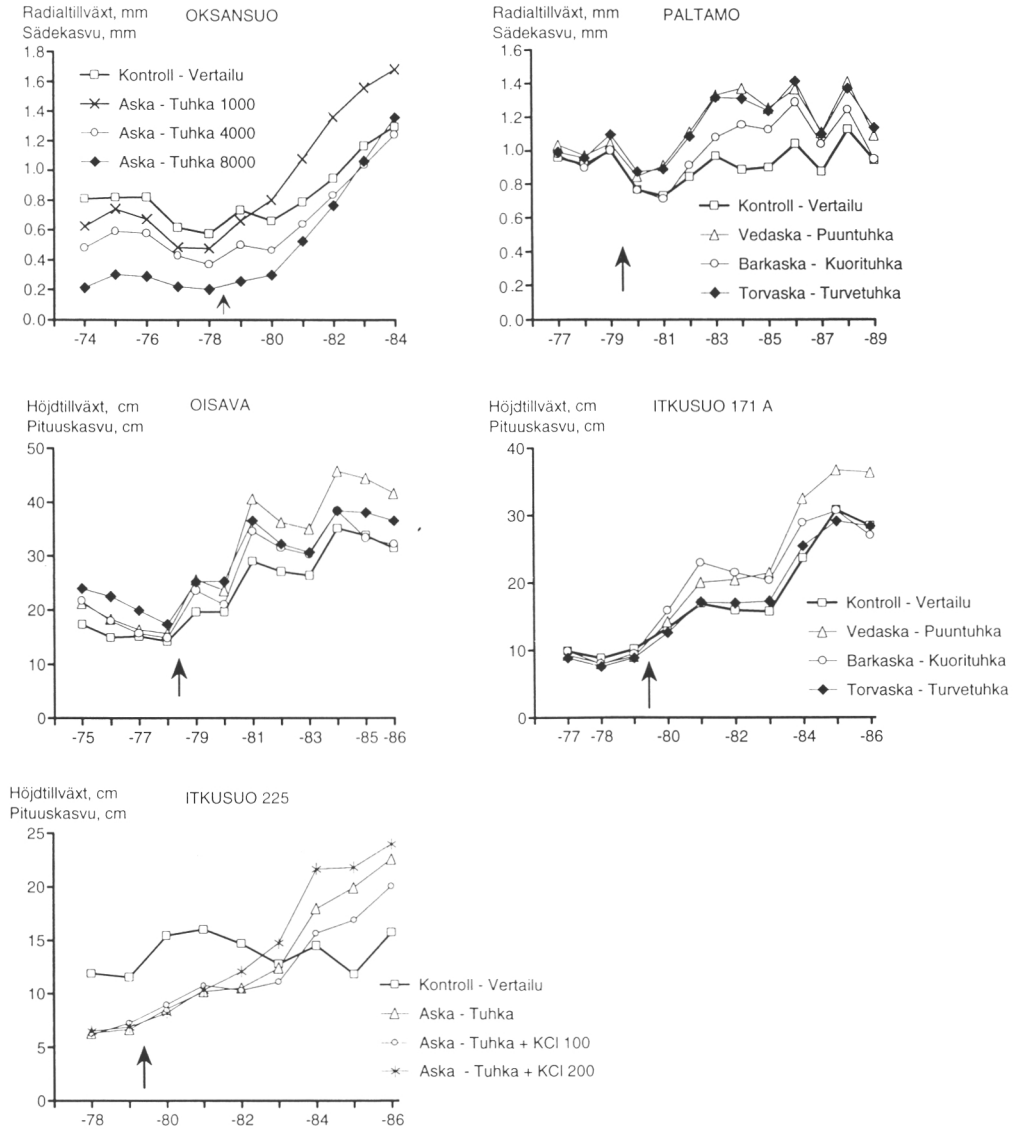 Radialtillväxt, mm
Sädekasvu, mm
OKSANSUO
1.8
1.6
1.4
1.2
1.0
0.8
0.6
0.4
0.2
0.0
Kontroll - Vertailu
Aska - Tuhka 1000
Aska - Tuhka 4000
Aska - Tuhka 8000
-74 -76 -78 -80 -82 -84
Radialtillväxt, mm
Sädekasvu, mm
PALTAMO
1.6
1.4
1.2
1.0
0.8
0.6
0.4
0.2
0.0
Kontroll - Vertailu
Vedaska - Puuntuhka
Barkaska - Kuorituhka
Torvaska - Turvetuhka
-77 -79 -81 -83 -85 -87 -89
Höjdtillväxt, cm
Pituuskasvu, cm
OISAVA
50
40
30
20
10
0
-75 -77 -79 -81 -83 -85 -86
Höjdtillväxt, cm
Pituuskasvu, cm
ITKUSUO 171 A
40
30
20
10
0
Kontroll - Vertailu
Vedaska - Puuntuhka
Barkaska - Kuorituhka
Torvaska - Turvetuhka
-77 -78 -80 -82 -84 -86
Höjdtillväxt, cm
Pituuskasvu, cm
ITKUSUO 225
25
20
15
10
5
0
Kontroll - Vertailu
Aska - Tuhka
Aska - Tuhka + KCl 100
Aska - Tuhka + KCl 200
-78 -80 -82 -84 -86